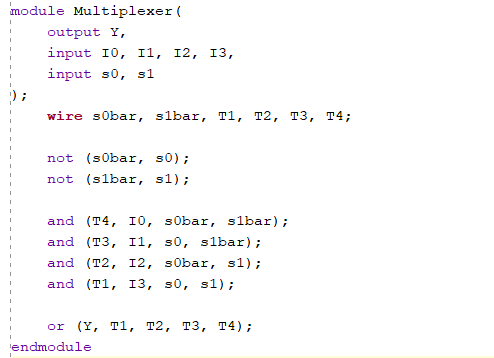 module Multiplexer(
output Y,
input I0, I1, I2, I3,
input s0, s1
);
wire s0bar, s1bar, T1, T2, T3, T4;
not (s0bar, s0);
not (s1bar, s1);
and (T4, I0, s0bar, s1bar);
and (T3, I1, s0, s1bar);
and (T2, I2, s0bar, s1);
and (T1, I3, s0, s1);
or (Y, T1, T2, T3, T4);
endmodule